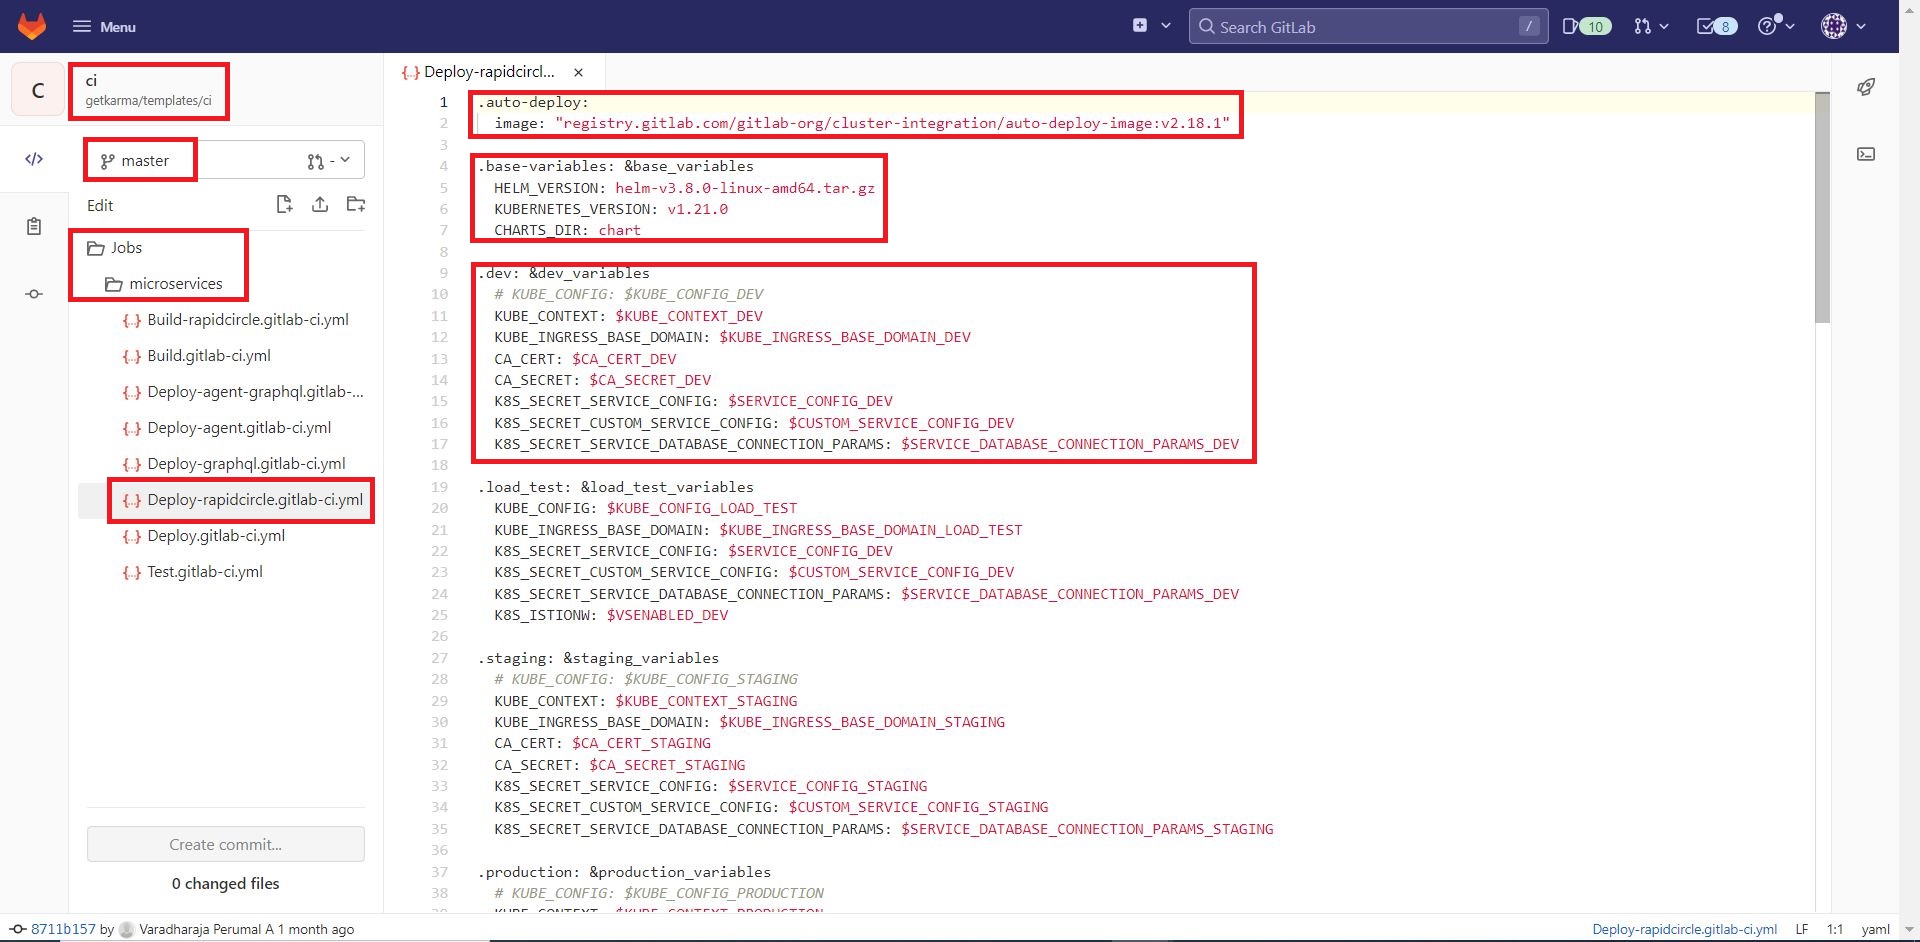 Menu
Search GitLab
/
10
8
C
ci
getkarma/templates/ci
master
-
Edit
Jobs
microservices
Build-rapidcircle.gitlab-ci.yml
Build.gitlab-ci.yml
Deploy-agent-graphql.gitlab-...
Deploy-agent.gitlab-ci.yml
Deploy-graphql.gitlab-ci.yml
Deploy-rapidcircle.gitlab-ci.yml
Deploy.gitlab-ci.yml
Test.gitlab-ci.yml
Create commit...
0 changed files
Deploy-rapidcircl...
1 .auto-deploy:
2 image: "registry.gitlab.com/gitlab-org/cluster-integration/auto-deploy-image:v2.18.1"
3
4 .base-variables: &base_variables
5 HELM_VERSION: helm-v3.8.0-linux-amd64.tar.gz
6 KUBERNETES_VERSION: v1.21.0
7 CHARTS_DIR: chart
8
9 .dev: &dev_variables
10 # KUBE_CONFIG: $KUBE_CONFIG_DEV
11 KUBE_CONTEXT: $KUBE_CONTEXT_DEV
12 KUBE_INGRESS_BASE_DOMAIN: $KUBE_INGRESS_BASE_DOMAIN_DEV
13 CA_CERT: $CA_CERT_DEV
14 CA_SECRET: $CA_SECRET_DEV
15 K8S_SECRET_SERVICE_CONFIG: $SERVICE_CONFIG_DEV
16 K8S_SECRET_CUSTOM_SERVICE_CONFIG: $CUSTOM_SERVICE_CONFIG_DEV
17 K8S_SECRET_SERVICE_DATABASE_CONNECTION_PARAMS: $SERVICE_DATABASE_CONNECTION_PARAMS_DEV
18
19 .load_test: &load_test_variables
20 KUBE_CONFIG: $KUBE_CONFIG_LOAD_TEST
21 KUBE_INGRESS_BASE_DOMAIN: $KUBE_INGRESS_BASE_DOMAIN_LOAD_TEST
22 K8S_SECRET_SERVICE_CONFIG: $SERVICE_CONFIG_DEV
23 K8S_SECRET_CUSTOM_SERVICE_CONFIG: $CUSTOM_SERVICE_CONFIG_DEV
24 K8S_SECRET_SERVICE_DATABASE_CONNECTION_PARAMS: $SERVICE_DATABASE_CONNECTION_PARAMS_DEV
25 K8S_ISTIONW: $VSENABLED_DEV
26
27 .staging: &staging_variables
28 # KUBE_CONFIG: $KUBE_CONFIG_STAGING
29 KUBE_CONTEXT: $KUBE_CONTEXT_STAGING
30 KUBE_INGRESS_BASE_DOMAIN: $KUBE_INGRESS_BASE_DOMAIN_STAGING
31 CA_CERT: $CA_CERT_STAGING
32 CA_SECRET: $CA_SECRET_STAGING
33 K8S_SECRET_SERVICE_CONFIG: $SERVICE_CONFIG_STAGING
34 K8S_SECRET_CUSTOM_SERVICE_CONFIG: $CUSTOM_SERVICE_CONFIG_STAGING
35 K8S_SECRET_SERVICE_DATABASE_CONNECTION_PARAMS: $SERVICE_DATABASE_CONNECTION_PARAMS_STAGING
36
37 .production: &production_variables
38 # KUBE_CONFIG: $KUBE_CONFIG_PRODUCTION
39 KUBE_CONTEXT: $KUBE_CONTEXT_PRODUCTION
8711b157 by Varadharaja Perumal A 1 month ago
Deploy-rapidcircle.gitlab-ci.yml LF 1:1 yaml